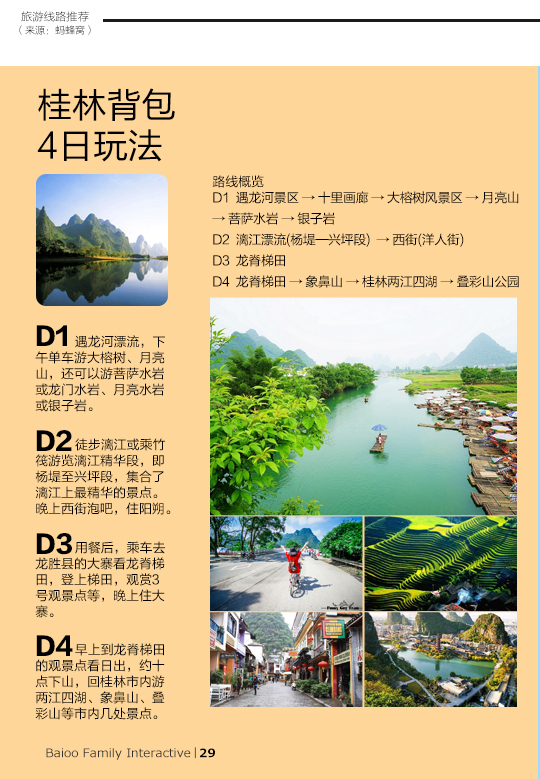 旅游线路推荐
（来源：蚂蜂窝）
桂林背包
4日玩法
路线概览
D1 遇龙河景区→十里画廊→大榕树风景区→月亮山
→菩萨水岩→银子岩
D2 漓江漂流(杨堤—兴坪段) →西街(洋人街)
D3 龙脊梯田
D4 龙脊梯田→象鼻山→桂林两江四湖→叠彩山公园
D1 遇龙河漂流，下
午单车游大榕树、月亮
山，还可以游菩萨水岩
或龙门水岩、月亮水岩
或银子岩。
D2 徒步漓江或乘竹
筏游览漓江精华段，即
杨堤至兴坪段，集合了
漓江上最精华的景点。
晚上西街泡吧，住阳朔。
D3 用餐后，乘车去
龙胜县的大寨看龙脊梯
田，登上梯田，观赏3
号观景点等，晚上住大
寨。
D4 早上到龙脊梯田
的观景点看日出，约十
点下山，回桂林市内游
两江四湖、象鼻山、叠
彩山等市内几处景点。
Baioo Family Interactive | 29